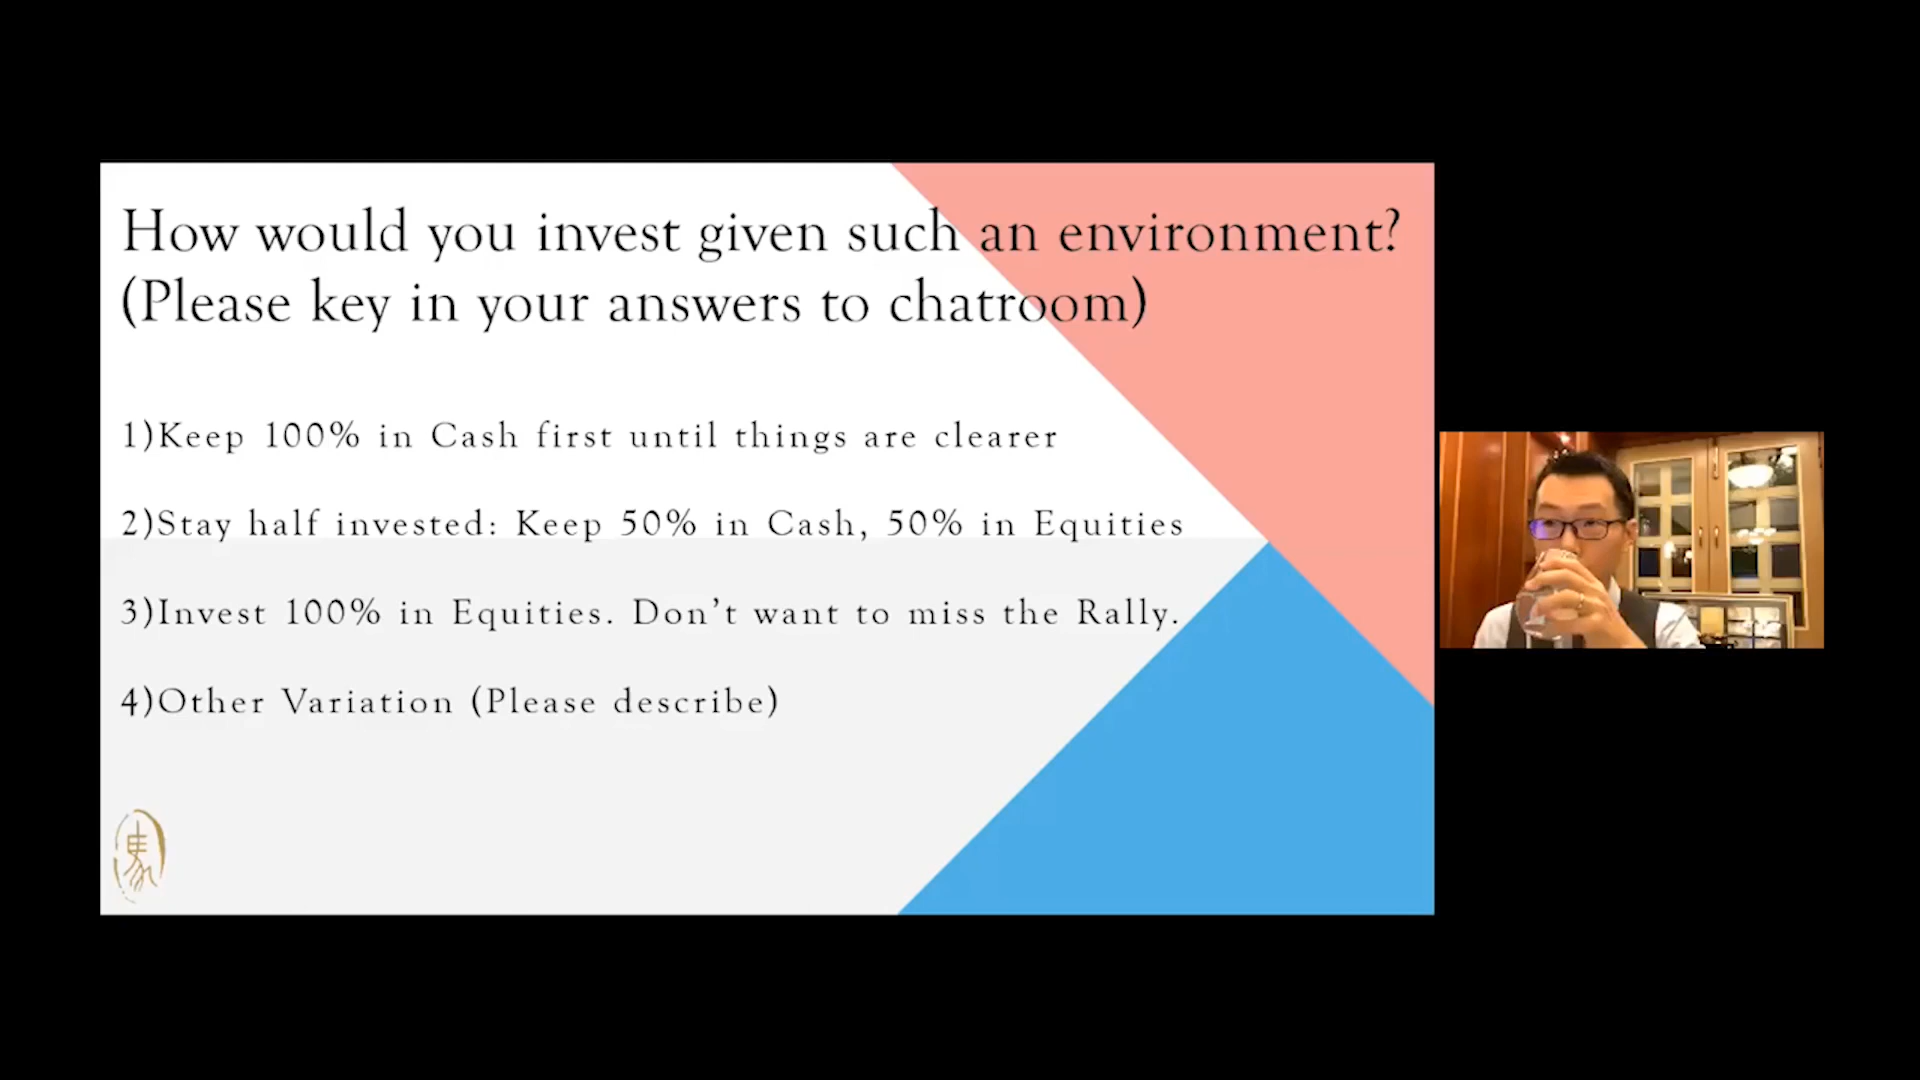 How would you invest given such an environment?
(Please key in your answers to chatroom)
1)Keep 100% in Cash first until things are clearer
2)Stay half invested: Keep 50% in Cash, 50% in Equities
3)Invest 100% in Equities. Don’t want to miss the Rally.
4)Other Variation (Please describe)